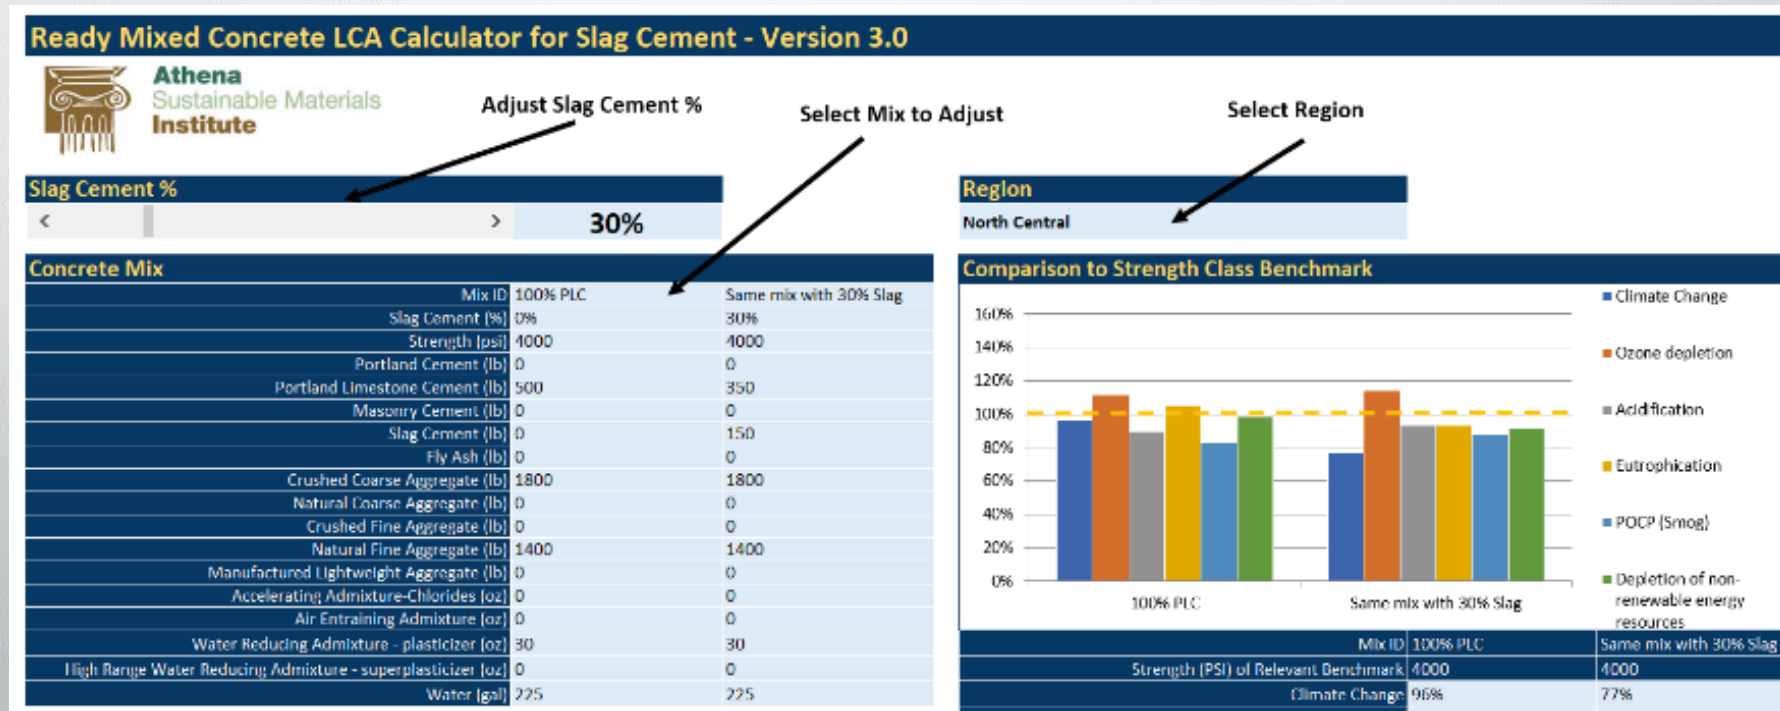 Ready Mixed Concrete LCA Calculator for Slag Cement - Version 3.0
Athena
Sustainable Materials
Institute
Adjust Slag Cement %
Select Mix to Adjust
Select Region
Slag Cement %
< > 30%
Region
North Central
Concrete Mix
Mix ID 100% PLC Same mix with 30% Slag
Slag Cement (%) 0% 30%
Strength (psi) 4000 4000
Portland Cement (lb) 0 0
Portland Limestone Cement (lb) 500 350
Masonry Cement (lb) 0 0
Slag Cement (lb) 0 150
Fly Ash (lb) 0 0
Crushed Coarse Aggregate (lb) 1800 1800
Natural Coarse Aggregate (lb) 0 0
Crushed Fine Aggregate (lb) 0 0
Natural Fine Aggregate (lb) 1400 1400
Manufactured Lightweight Aggregate (lb) 0 0
Accelerating Admixture-Chlorides (oz) 0 0
Air Entraining Admixture (oz) 0 0
Water Reducing Admixture - plasticizer (oz) 30 30
High Range Water Reducing Admixture - superplasticizer (oz) 0 0
Water (gal) 225 225
Comparison to Strength Class Benchmark
160%
140%
120%
100%
80%
60%
40%
20%
0%
100% PLC
Same mix with 30% Slag
Climate Change
Ozone depletion
Acidification
Eutrophication
POCP (Smog)
Depletion of non-
renewable energy
resources
Mix ID 100% PLC Same mix with 30% Slag
Strength (PSI) of Relevant Benchmark 4000 4000
Climate Change 96% 77%